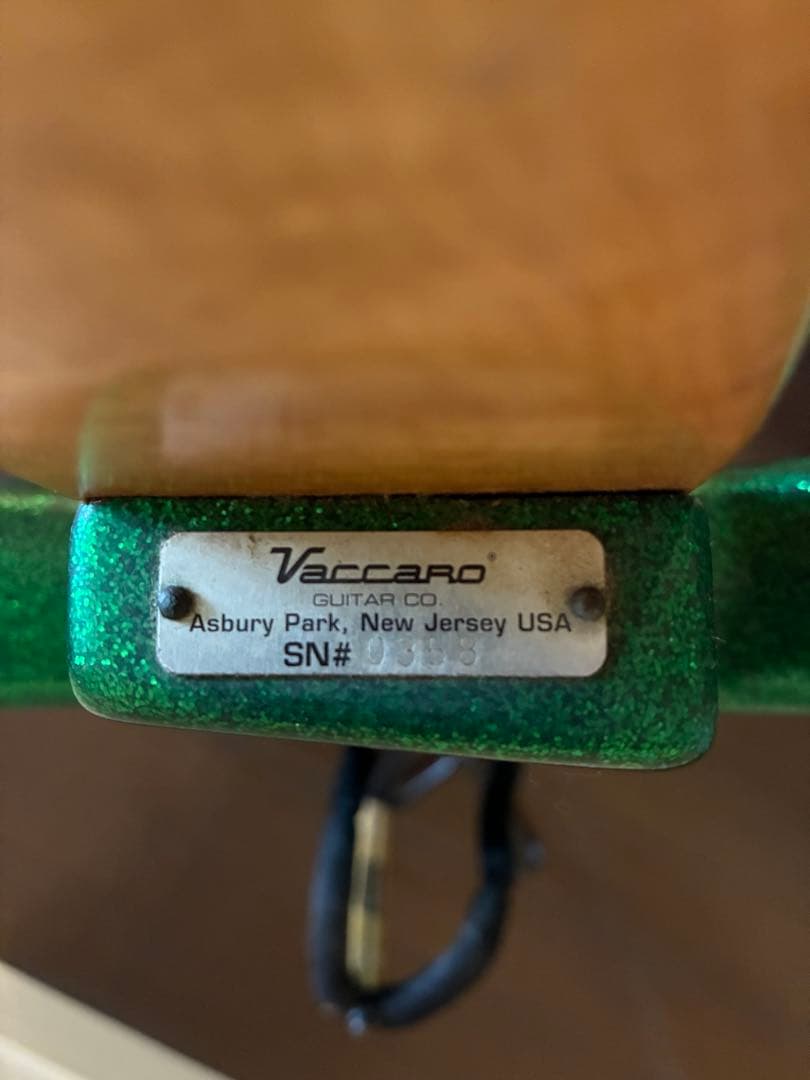 Vaccaro®
GUITAR CO.
Asbury Park, New Jersey USA
SN#